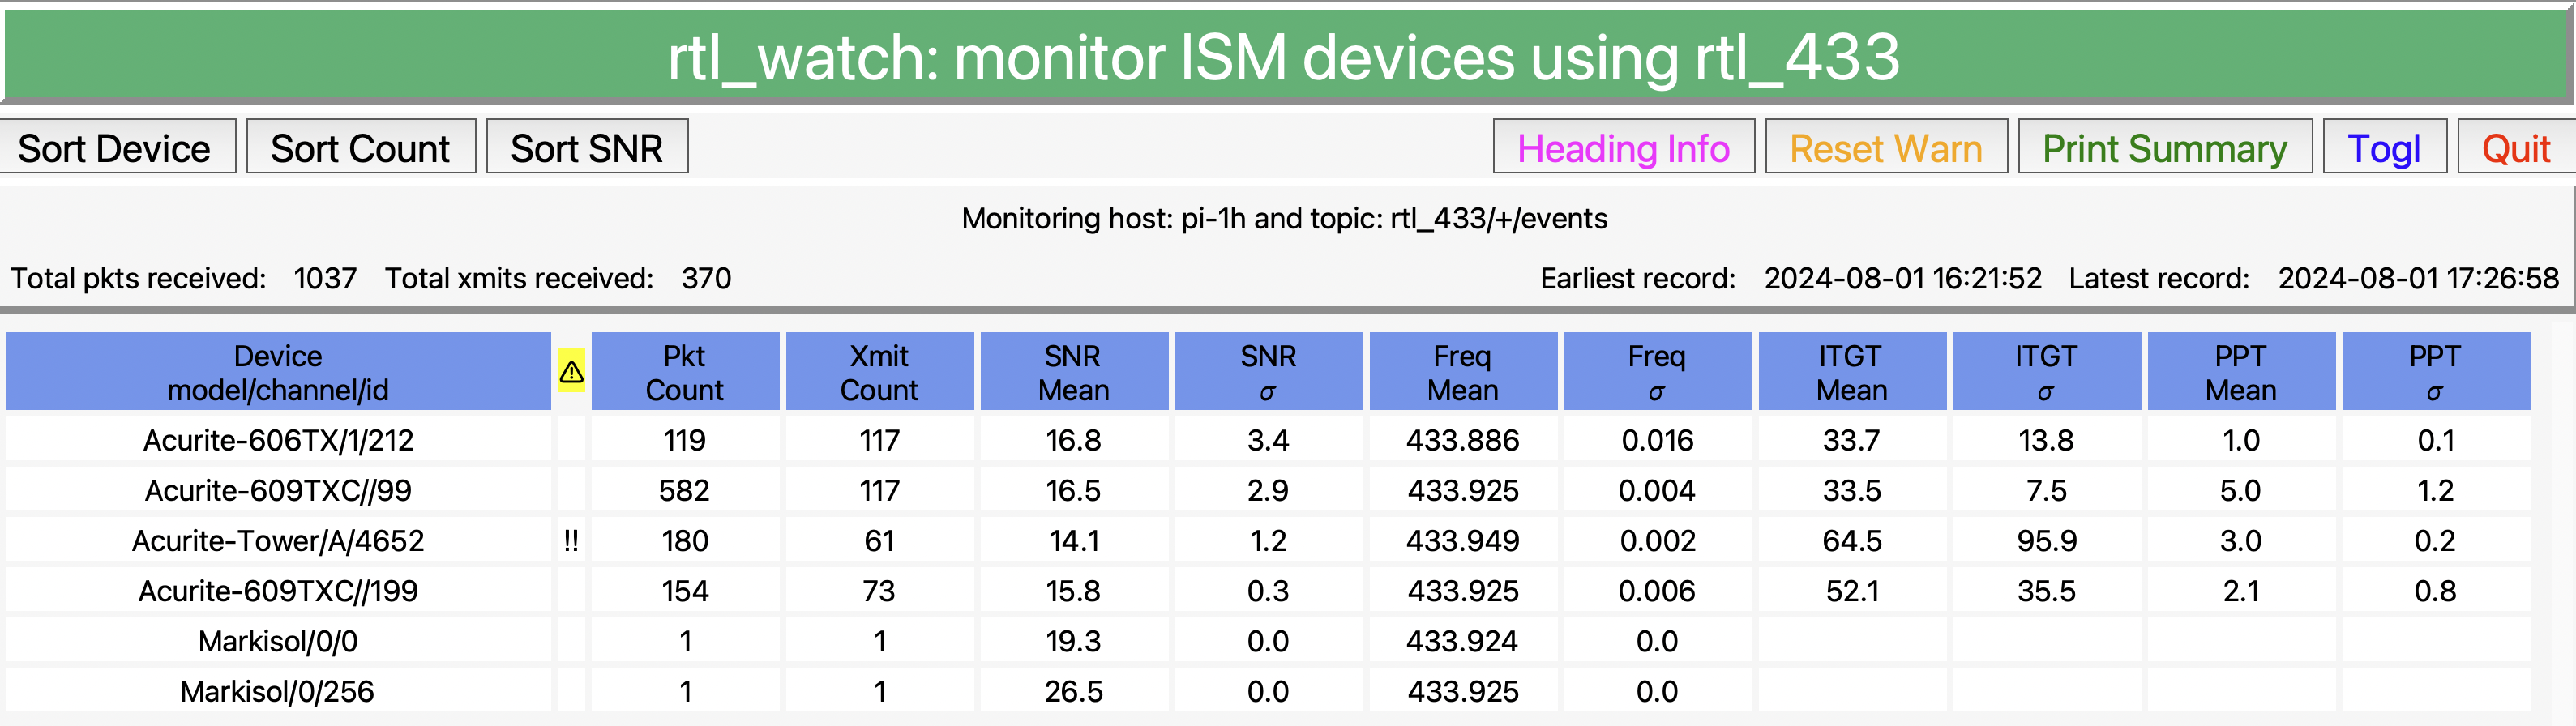 rtl_watch: monitor ISM devices using rtl_433
Sort Device Sort Count Sort SNR Heading Info Reset Warn Print Summary Togl Quit
Monitoring host: pi-1h and topic: rtl_433/+/events
Total pkts received: 1037 Total xmits received: 370 Earliest record: 2024-08-01 16:21:52 Latest record: 2024-08-01 17:26:58
Device Pkt Xmit SNR SNR Freq Freq ITGT ITGT PPT PPT
model/channel/id ⚠ Count Count Mean σ Mean σ Mean σ Mean σ
Acurite-606TX/1/212 119 117 16.8 3.4 433.886 0.016 33.7 13.8 1.0 0.1
Acurite-609TXC//99 582 117 16.5 2.9 433.925 0.004 33.5 7.5 5.0 1.2
Acurite-Tower/A/4652 !! 180 61 14.1 1.2 433.949 0.002 64.5 95.9 3.0 0.2
Acurite-609TXC//199 154 73 15.8 0.3 433.925 0.006 52.1 35.5 2.1 0.8
Markisol/0/0 1 1 19.3 0.0 433.924 0.0
Markisol/0/256 1 1 26.5 0.0 433.925 0.0